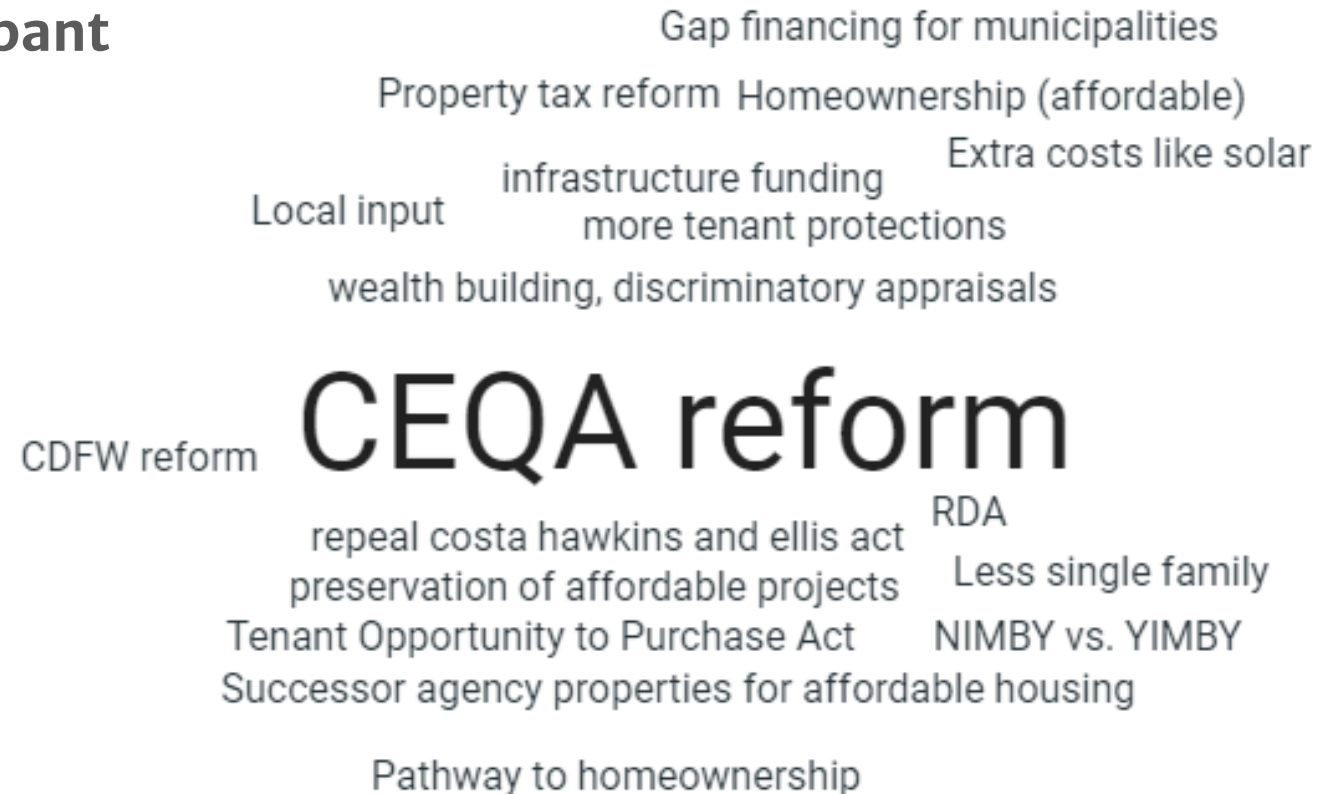 pant
Gap financing for municipalities
Property tax reform
Homeownership (affordable)
Extra costs like solar
infrastructure funding
Local input
more tenant protections
wealth building, discriminatory appraisals
CEQA reform
CDFW reform
RDA
repeal costa hawkins and ellis act
Less single family
preservation of affordable projects
Tenant Opportunity to Purchase Act
NIMBY vs. YIMBY
Successor agency properties for affordable housing
Pathway to homeownership